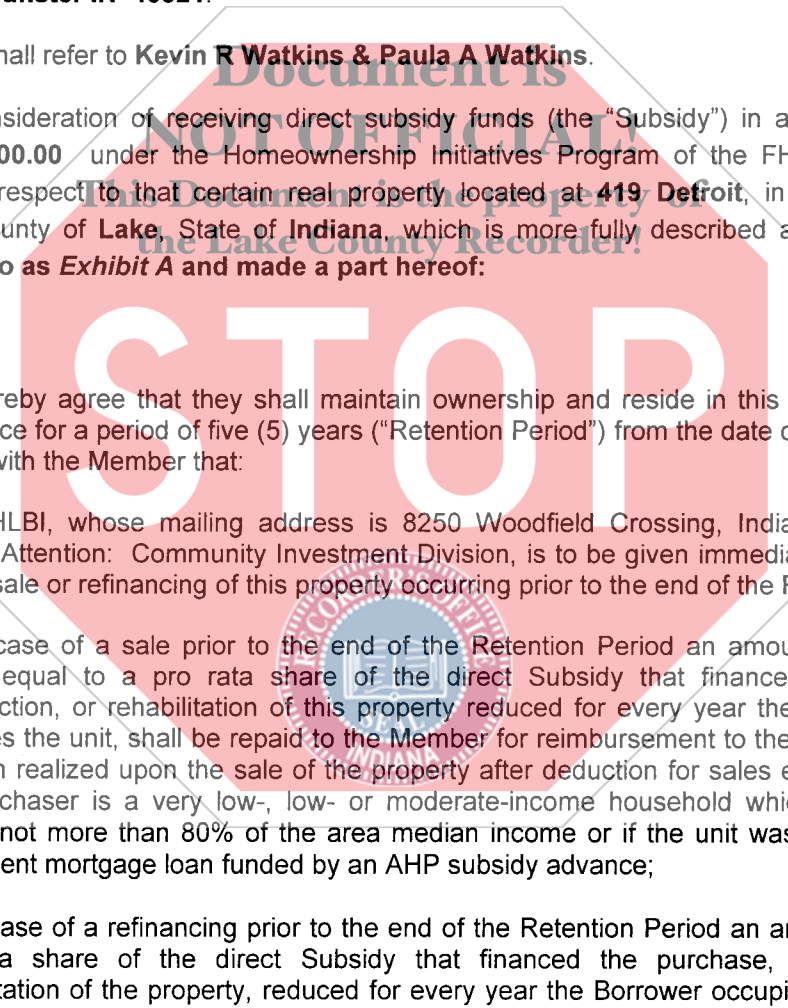 nall refer to Kevin R Watkins & Paula A Watkins.
Document is
nsideration of receiving direct subsidy funds (the “Subsidy”) in a
NOT OFFICIAL!
00.00 under the Homeownership Initiatives Program of the FH
respect to that certain real property located at 419 Detroit, in
This Document is the property of
unty of Lake, State of Indiana, which is more fully described a
the Lake County Recorder!
o as Exhibit A and made a part hereof:
STOP
reby agree that they shall maintain ownership and reside in this
ce for a period of five (5) years (“Retention Period”) from the date o
with the Member that:
HLBI, whose mailing address is 8250 Woodfield Crossing, India
Attention: Community Investment Division, is to be given immedia
sale or refinancing of this property occurring prior to the end of the R
RECORDER'S OFFICE
case of a sale prior to the end of the Retention Period an amou
equal to a pro rata share of the direct Subsidy that finance
ction, or rehabilitation of this property reduced for every year the
SEAL
es the unit, shall be repaid to the Member for reimbursement to the
INDIANA
n realized upon the sale of the property after deduction for sales e
rchaser is a very low-, low- or moderate-income household whic
not more than 80% of the area median income or if the unit was
ent mortgage loan funded by an AHP subsidy advance;
ase of a refinancing prior to the end of the Retention Period an an
a share of the direct Subsidy that financed the purchase,
tation of the property, reduced for every year the Borrower occupi